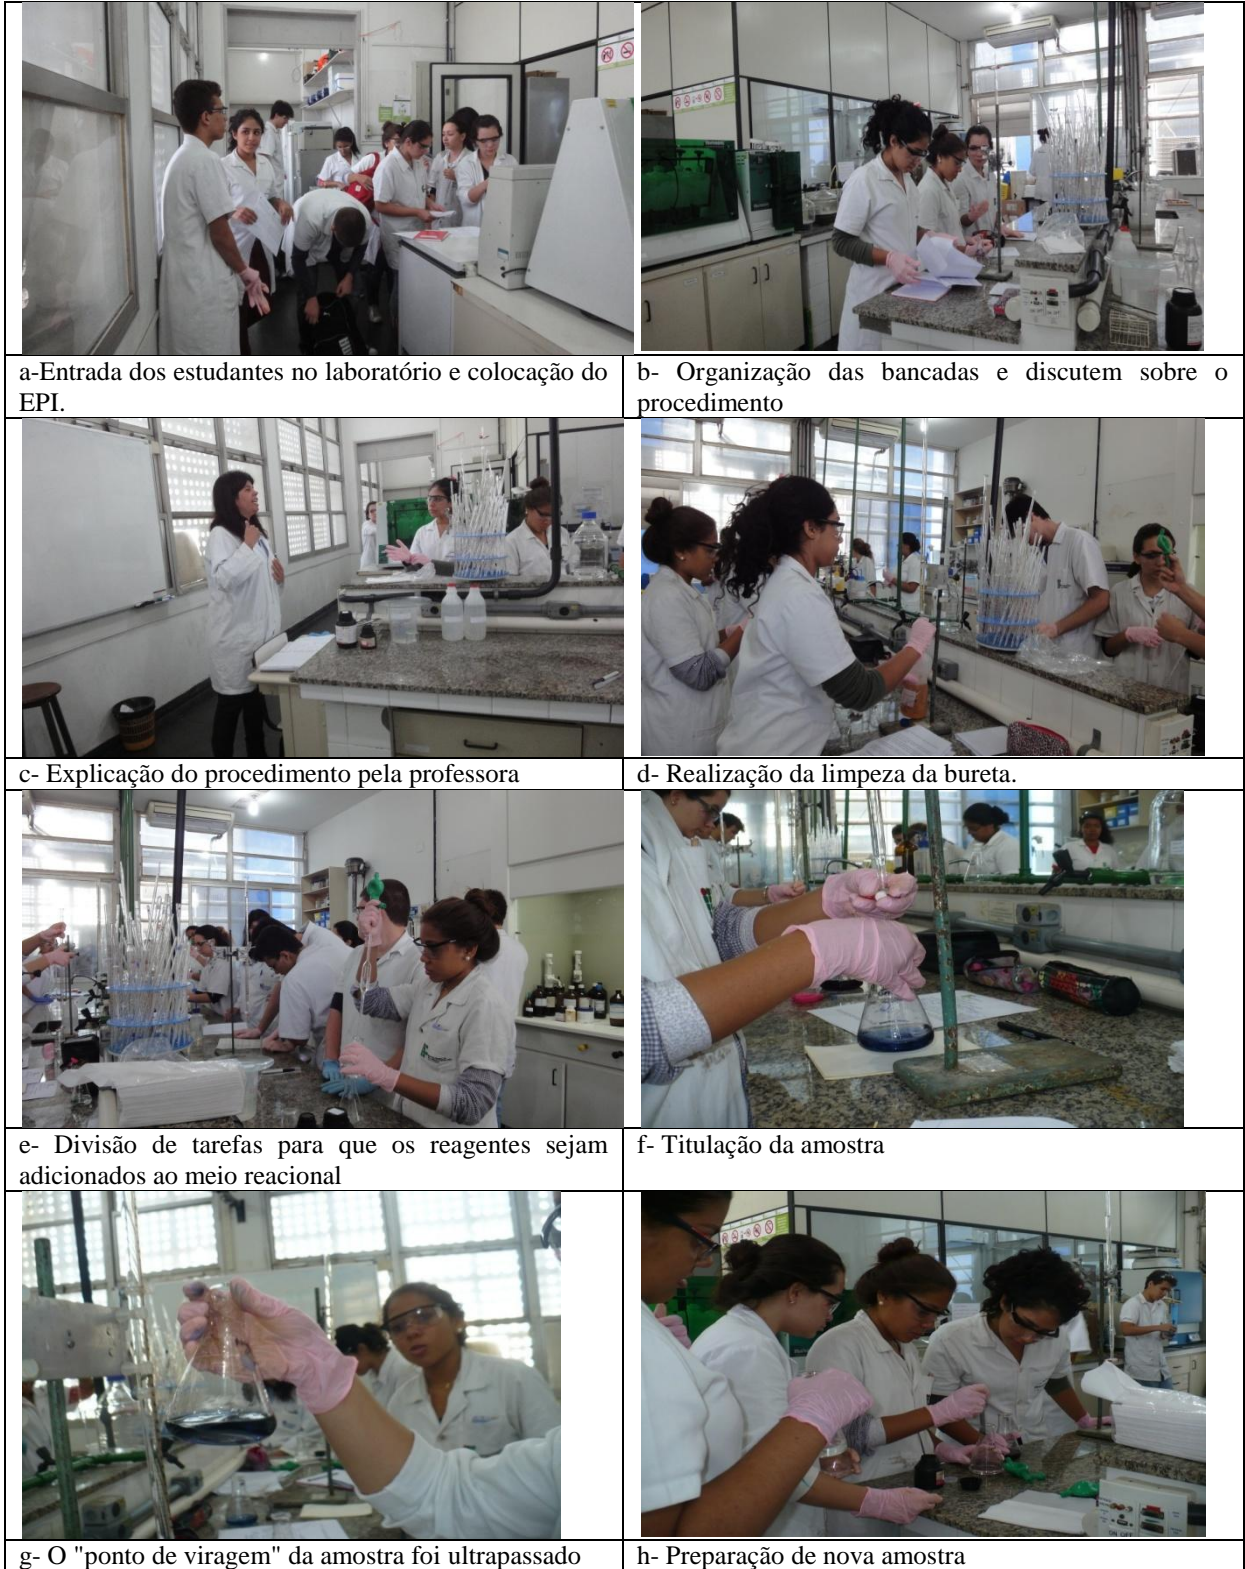 a-Entrada dos estudantes no laboratório e colocação do
EPI.
b- Organização das bancadas e discutem sobre o
procedimento
c- Explicação do procedimento pela professora
d- Realização da limpeza da bureta.
e- Divisão de tarefas para que os reagentes sejam
adicionados ao meio reacional
f- Titulação da amostra
g- O "ponto de viragem" da amostra foi ultrapassado
h- Preparação de nova amostra